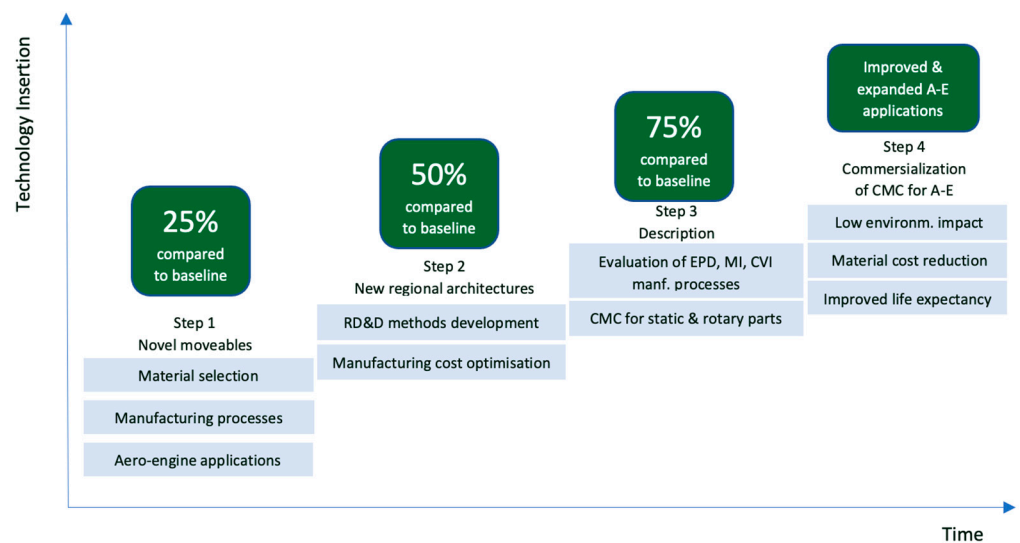 Technology Insertion
25%
compared
to baseline
Step 1
Novel moveables
Material selection
Manufacturing processes
Aero-engine applications
50%
compared
to baseline
Step 2
New regional architectures
RD&D methods development
Manufacturing cost optimisation
75%
compared
to baseline
Step 3
Description
Evaluation of EPD, MI, CVI
manf. processes
CMC for static & rotary parts
Improved &
expanded A-E
applications
Step 4
Commersialization
of CMC for A-E
Low environm. impact
Material cost reduction
Improved life expectancy
Time